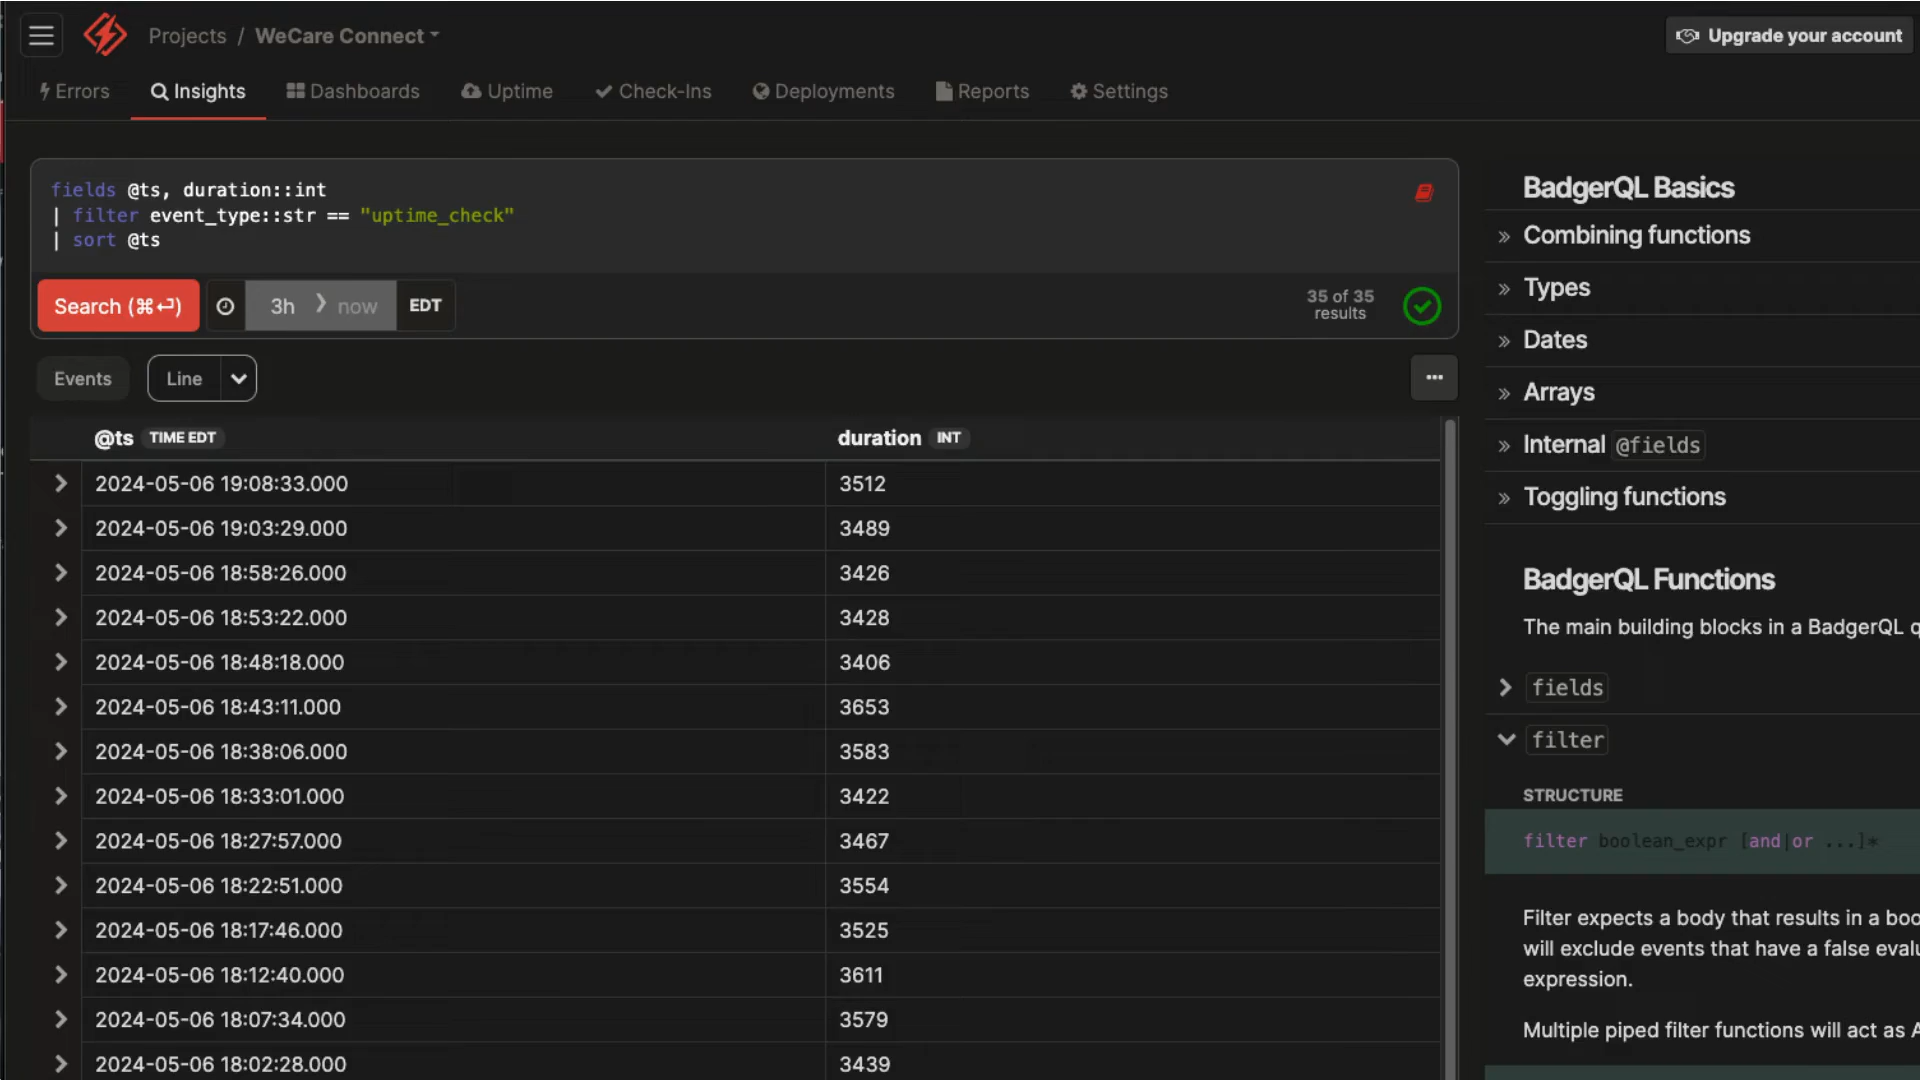 Projects / WeCare Connect
Upgrade your account
Errors Insights Dashboards Uptime Check-Ins Deployments Reports Settings
fields @ts, duration::int
| filter event_type::str == "uptime_check"
| sort @ts
Search (⌘⏎) 3h now EDT
35 of 35
results
Events Line
@ts TIME EDT duration INT
2024-05-06 19:08:33.000 3512
2024-05-06 19:03:29.000 3489
2024-05-06 18:58:26.000 3426
2024-05-06 18:53:22.000 3428
2024-05-06 18:48:18.000 3406
2024-05-06 18:43:11.000 3653
2024-05-06 18:38:06.000 3583
2024-05-06 18:33:01.000 3422
2024-05-06 18:27:57.000 3467
2024-05-06 18:22:51.000 3554
2024-05-06 18:17:46.000 3525
2024-05-06 18:12:40.000 3611
2024-05-06 18:07:34.000 3579
2024-05-06 18:02:28.000 3439
BadgerQL Basics
» Combining functions
» Types
» Dates
» Arrays
» Internal @fields
» Toggling functions
BadgerQL Functions
The main building blocks in a BadgerQL
fields
filter
STRUCTURE
filter boolean_expr [and|or ...]*
Filter expects a body that results in a
will exclude events that have a false
expression.
Multiple piped filter functions will act as